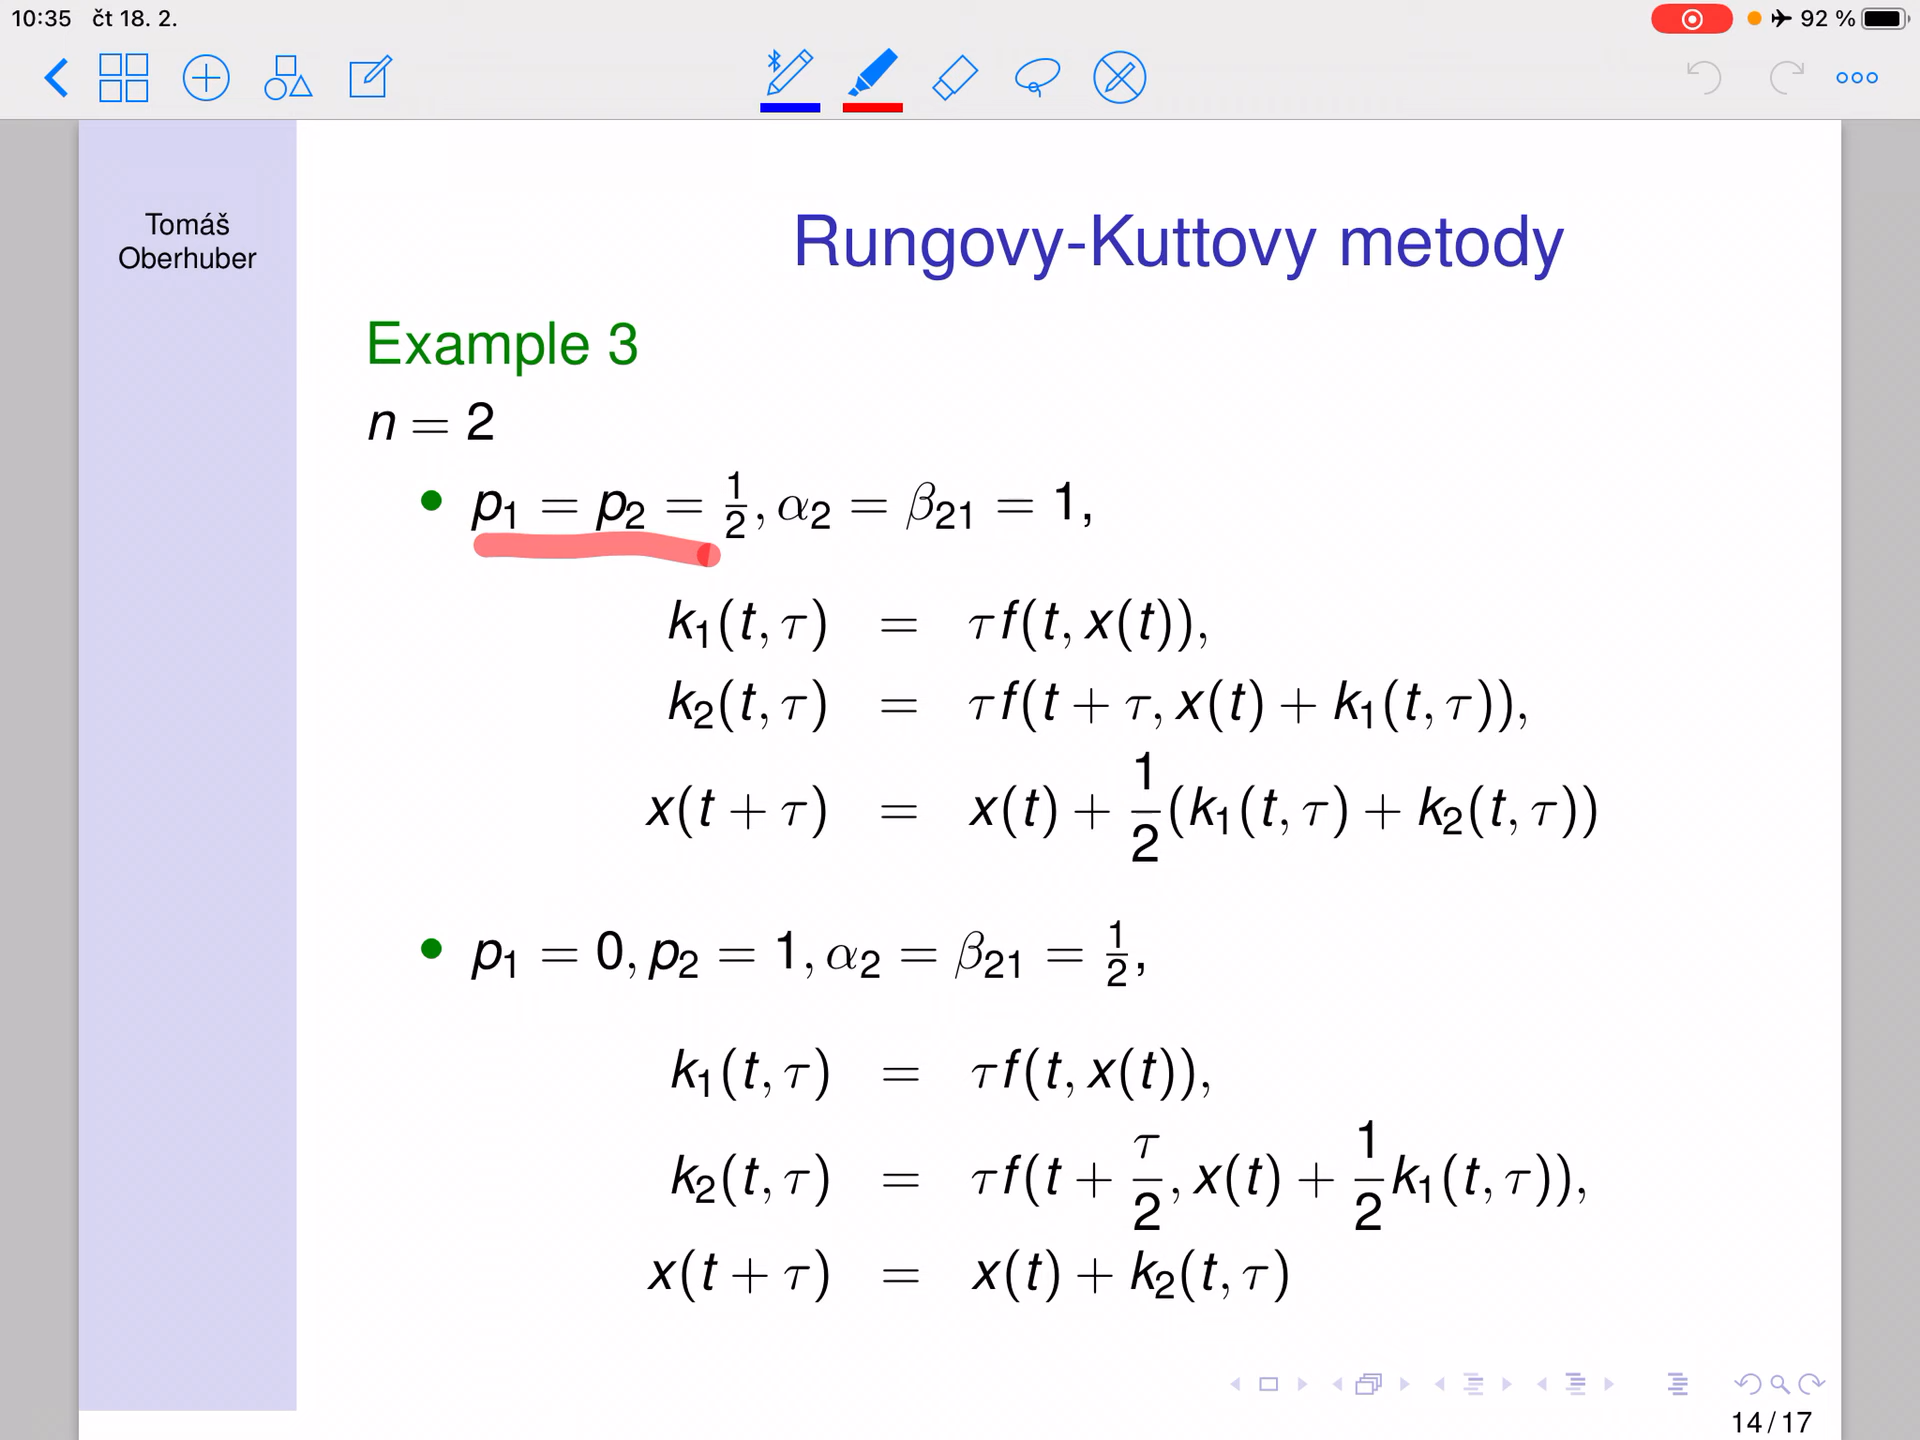 10:35 čt 18. 2. 92 %
Tomáš
Oberhuber
Rungovy-Kuttovy metody
Example 3
n = 2
• p₁ = p₂ = 1/2, α₂ = β₂₁ = 1,
k₁(t, τ) = τf(t, x(t)),
k₂(t, τ) = τf(t + τ, x(t) + k₁(t, τ)),
x(t + τ) = x(t) + 1/2(k₁(t, τ) + k₂(t, τ))
• p₁ = 0, p₂ = 1, α₂ = β₂₁ = 1/2,
k₁(t, τ) = τf(t, x(t)),
k₂(t, τ) = τf(t + τ/2, x(t) + 1/2k₁(t, τ)),
x(t + τ) = x(t) + k₂(t, τ)
14 / 17